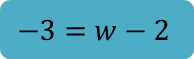 −3 = w − 2